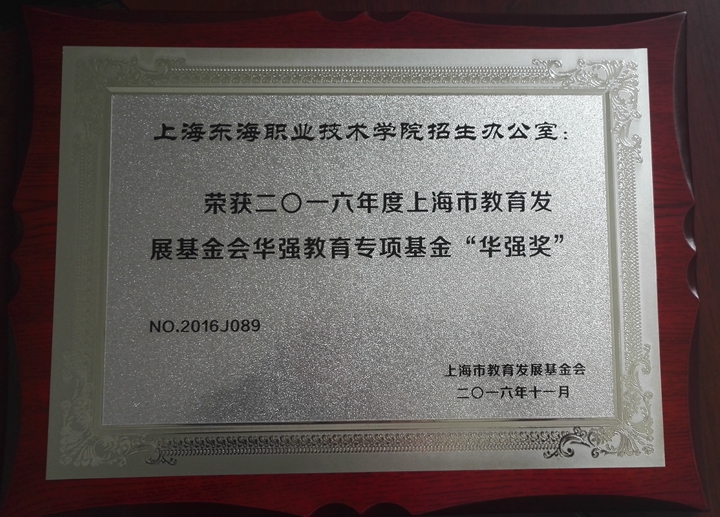 上海东海职业技术学院招生办公室：
荣获二〇一六年度上海市教育发
展基金会华强教育专项基金“华强奖”
NO.2016J089
上海市教育发展基金会
二〇一六年十一月